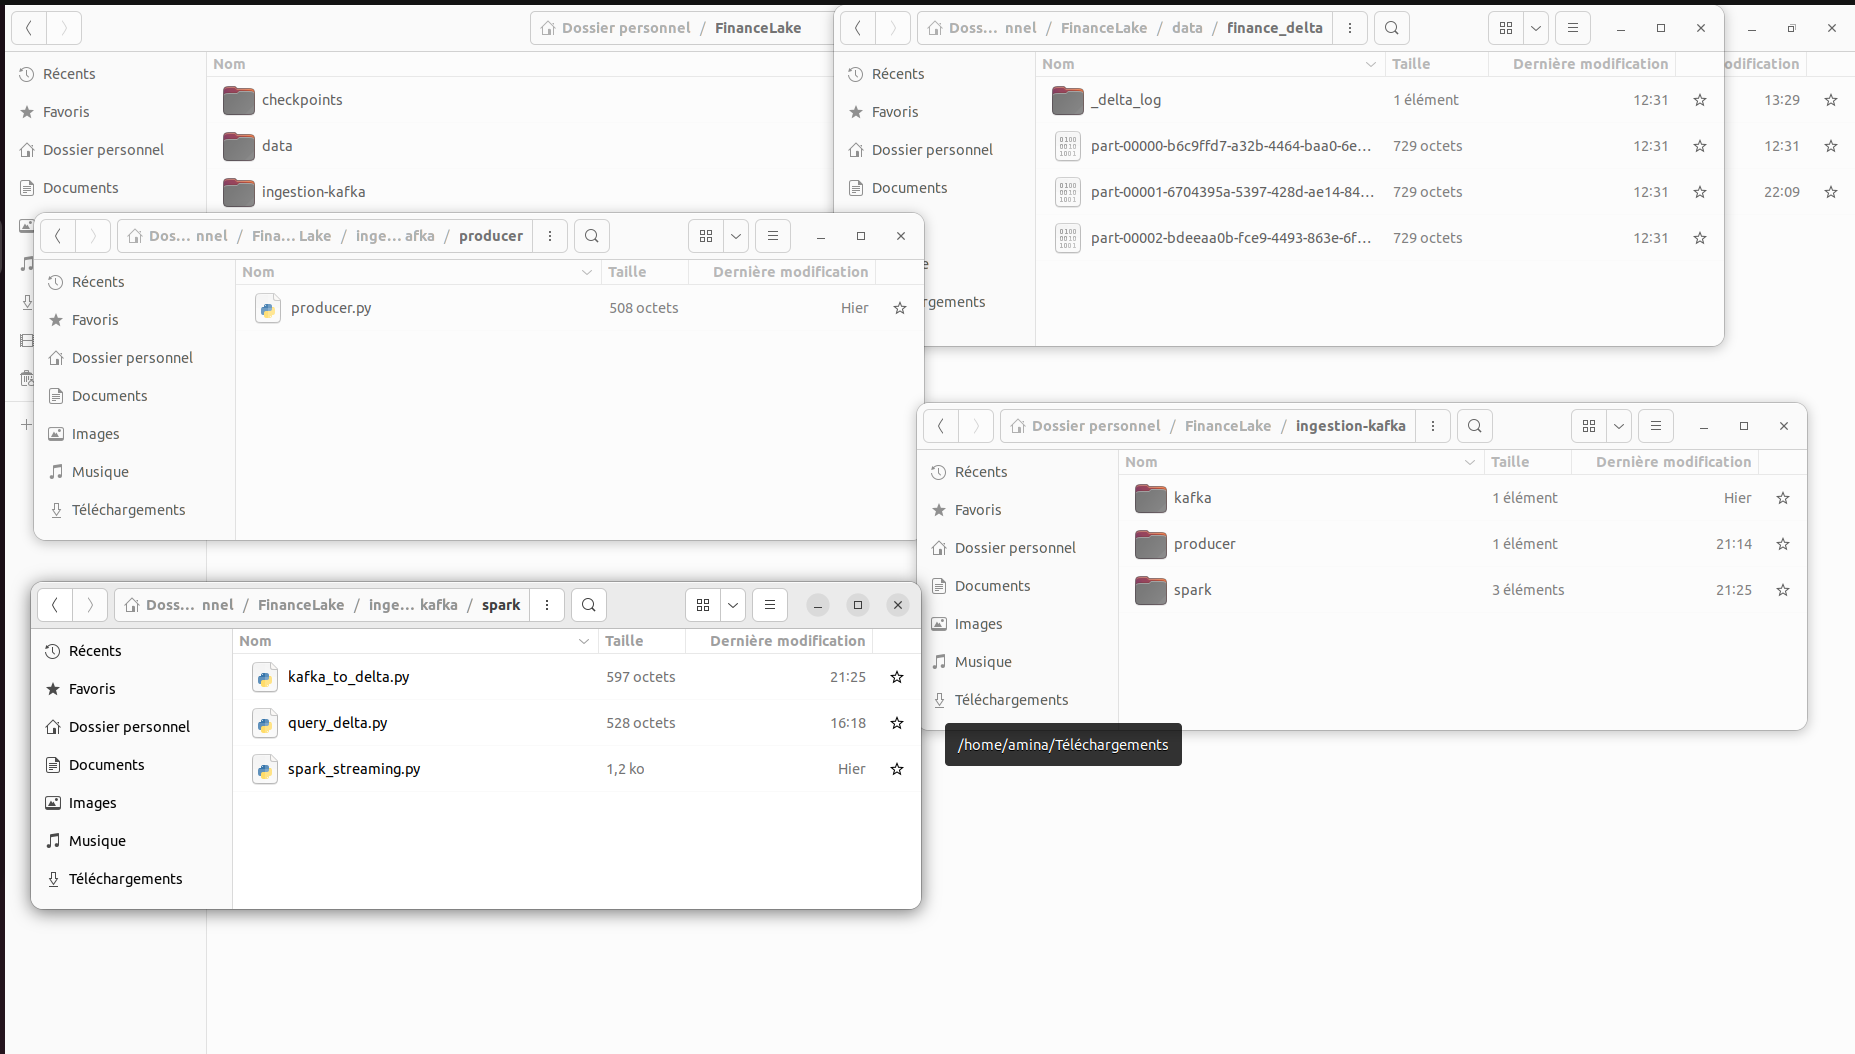 Dossier personnel / FinanceLake
Nom
odification
checkpoints
13:29
data
12:31
ingestion-kafka
22:09
Récents
Favoris
Dossier personnel
Documents
Doss… nnel / FinanceLake / data / finance_delta
Récents
Favoris
Dossier personnel
Documents
e
rgements
Nom
Taille
Dernière modification
_delta_log
1 élément
12:31
part-00000-b6c9ffd7-a32b-4464-baa0-6e…
729 octets
12:31
part-00001-6704395a-5397-428d-ae14-84…
729 octets
12:31
part-00002-bdeeaa0b-fce9-4493-863e-6f…
729 octets
12:31
Dos… nnel / Fina… Lake / inge… afka / producer
Récents
Favoris
Dossier personnel
Documents
Images
Musique
Téléchargements
Nom
Taille
Dernière modification
producer.py
508 octets
Hier
Dossier personnel / FinanceLake / ingestion-kafka
Récents
Favoris
Dossier personnel
Documents
Images
Musique
Téléchargements
Nom
Taille
Dernière modification
kafka
1 élément
Hier
producer
1 élément
21:14
spark
3 éléments
21:25
/home/amina/Téléchargements
Doss… nnel / FinanceLake / inge… kafka / spark
Récents
Favoris
Dossier personnel
Documents
Images
Musique
Téléchargements
Nom
Taille
Dernière modification
kafka_to_delta.py
597 octets
21:25
query_delta.py
528 octets
16:18
spark_streaming.py
1,2 ko
Hier